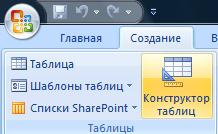 Главная
Создание
В
Таблица
Шаблоны таблиц
Списки SharePoint
Конструктор
таблиц
Таблицы